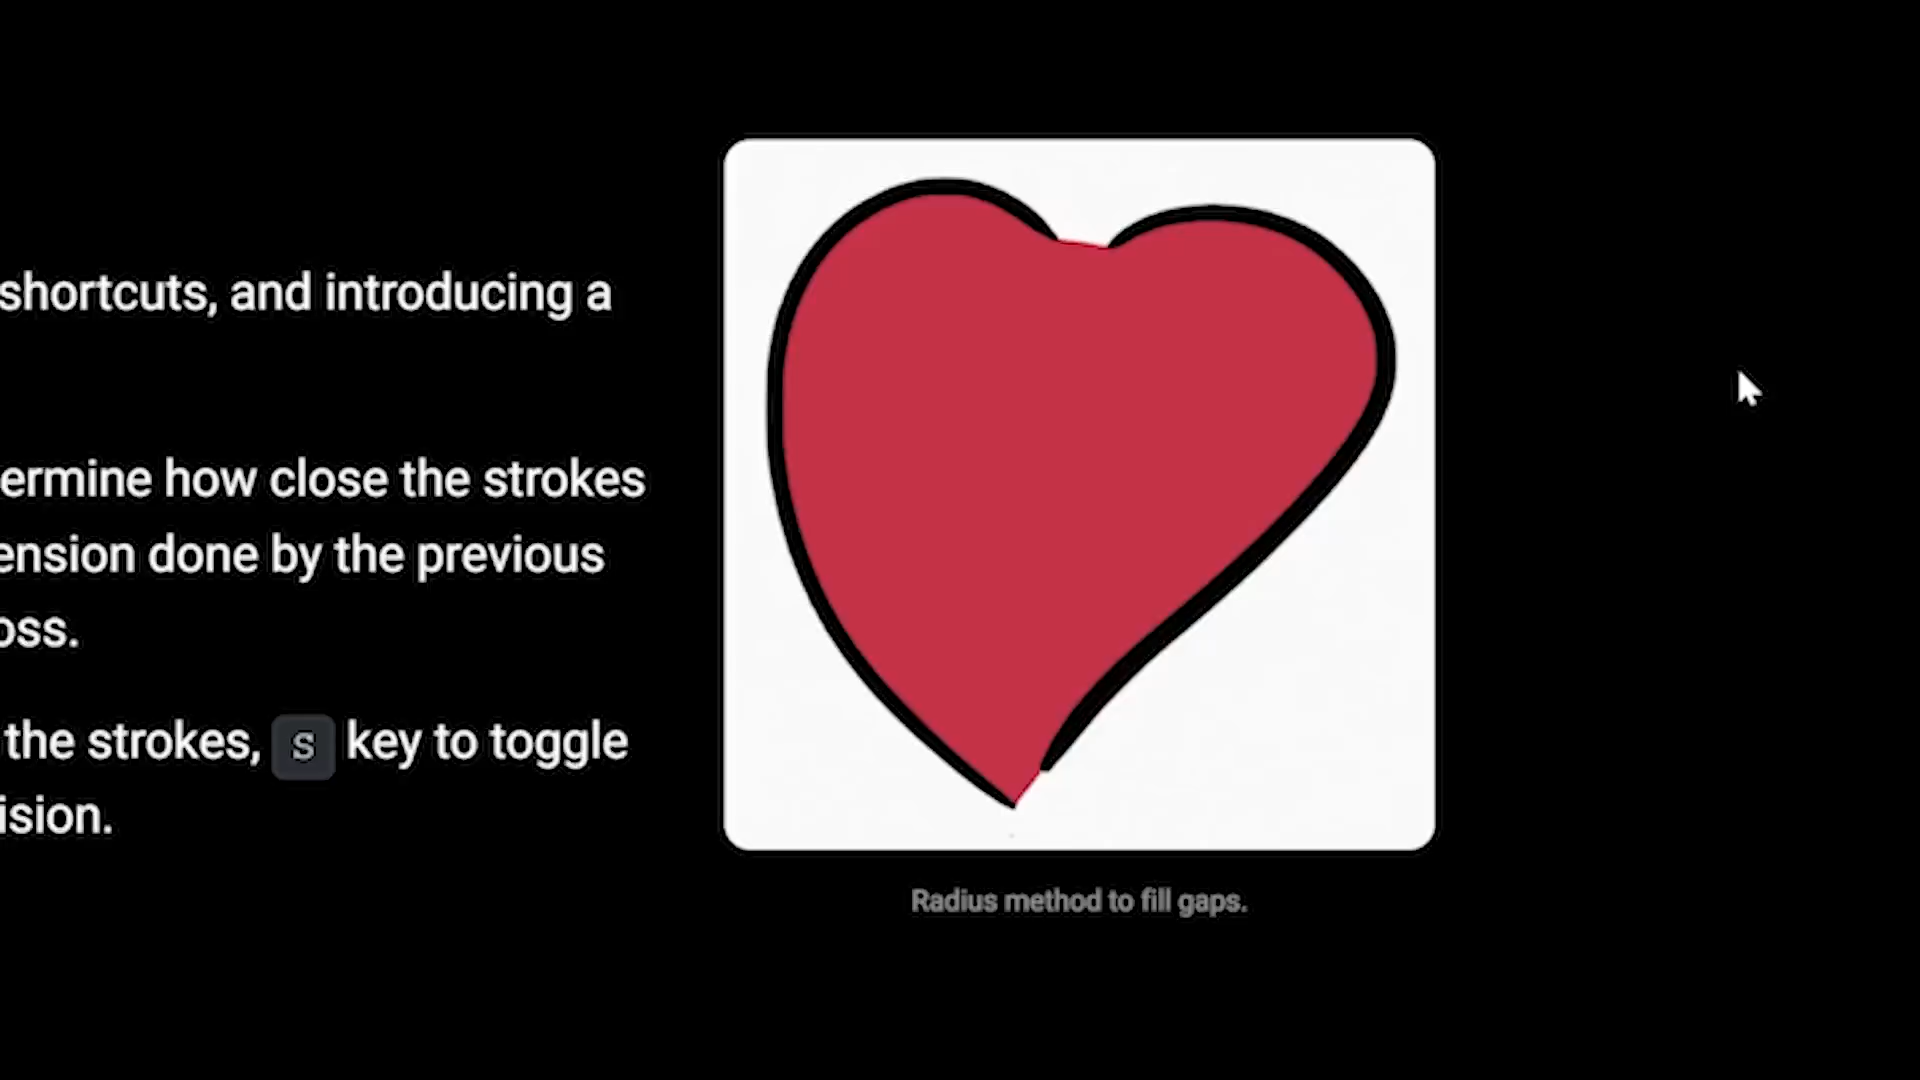 shortcuts, and introducing a
ermine how close the strokes
ension done by the previous
oss.
the strokes, S key to toggle
ision.
Radius method to fill gaps.